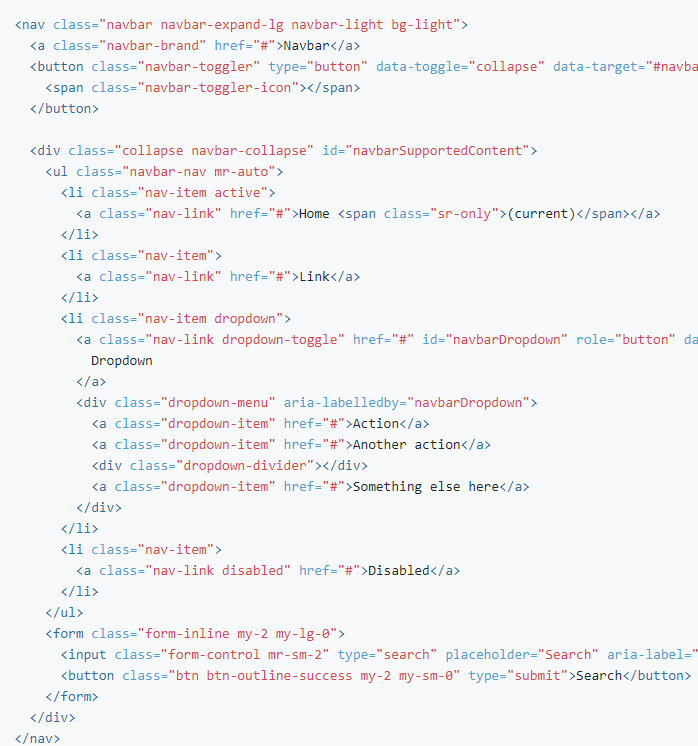 <nav class="navbar navbar-expand-lg navbar-light bg-light">
  <a class="navbar-brand" href="#">Navbar</a>
  <button class="navbar-toggler" type="button" data-toggle="collapse" data-target="#navba
    <span class="navbar-toggler-icon"></span>
  </button>

  <div class="collapse navbar-collapse" id="navbarSupportedContent">
    <ul class="navbar-nav mr-auto">
      <li class="nav-item active">
        <a class="nav-link" href="#">Home <span class="sr-only">(current)</span></a>
      </li>
      <li class="nav-item">
        <a class="nav-link" href="#">Link</a>
      </li>
      <li class="nav-item dropdown">
        <a class="nav-link dropdown-toggle" href="#" id="navbarDropdown" role="button" da
          Dropdown
        </a>
        <div class="dropdown-menu" aria-labelledby="navbarDropdown">
          <a class="dropdown-item" href="#">Action</a>
          <a class="dropdown-item" href="#">Another action</a>
          <div class="dropdown-divider"></div>
          <a class="dropdown-item" href="#">Something else here</a>
        </div>
      </li>
      <li class="nav-item">
        <a class="nav-link disabled" href="#">Disabled</a>
      </li>
    </ul>
    <form class="form-inline my-2 my-lg-0">
      <input class="form-control mr-sm-2" type="search" placeholder="Search" aria-label="
      <button class="btn btn-outline-success my-2 my-sm-0" type="submit">Search</button>
    </form>
  </div>
</nav>